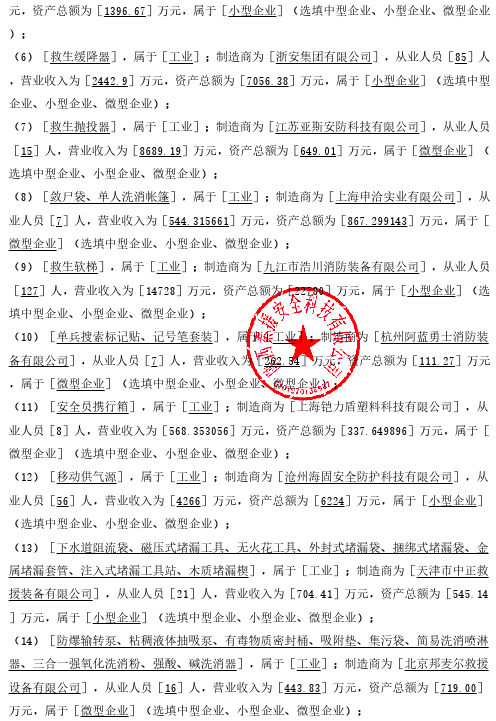 元，资产总额为[1396.67]万元，属于[小型企业]（选填中型企业、小型企业、微型企业
）；
（6）[救生缓降器]，属于[工业]；制造商为[浙安集团有限公司]，从业人员[85]人
，营业收入为[2442.9]万元，资产总额为[7056.38]万元，属于[小型企业]（选填中型
企业、小型企业、微型企业）；
（7）[救生抛投器]，属于[工业]；制造商为[江苏亚斯安防科技有限公司]，从业人员
[15]人，营业收入为[8689.19]万元，资产总额为[649.01]万元，属于[微型企业]（
选填中型企业、小型企业、微型企业）；
（8）[敛尸袋、单人洗消帐篷]，属于[工业]；制造商为[上海申洽实业有限公司]，从
业人员[7]人，营业收入为[544.315661]万元，资产总额为[867.299143]万元，属于[
微型企业]（选填中型企业、小型企业、微型企业）；
（9）[救生软梯]，属于[工业]；制造商为[九江市浩川消防装备有限公司]，从业人员
[127]人，营业收入为[14728]万元，资产总额为[22700]万元，属于[小型企业]（选
填中型企业、小型企业、微型企业）；
（10）[单兵搜索标记贴、记号笔套装]，属于[工业]；制造商为[杭州阿蓝勇士消防装
备有限公司]，从业人员[7]人，营业收入为[262.54]万元，资产总额为[111.27]万元
，属于[微型企业]（选填中型企业、小型企业、微型企业）；
（11）[安全员携行箱]，属于[工业]；制造商为[上海铠力盾塑料科技有限公司]，从
业人员[8]人，营业收入为[568.353056]万元，资产总额为[337.649896]万元，属于[
微型企业]（选填中型企业、小型企业、微型企业）；
（12）[移动供气源]，属于[工业]；制造商为[沧州海固安全防护科技有限公司]，从
业人员[56]人，营业收入为[4266]万元，资产总额为[6224]万元，属于[小型企业]
（选填中型企业、小型企业、微型企业）；
（13）[下水道阻流袋、磁压式堵漏工具、无火花工具、外封式堵漏袋、捆绑式堵漏袋、金
属堵漏套管、注入式堵漏工具站、木质堵漏楔]，属于[工业]；制造商为[天津市中正救
援装备有限公司]，从业人员[21]人，营业收入为[704.41]万元，资产总额为[545.14
]万元，属于[小型企业]（选填中型企业、小型企业、微型企业）；
（14）[防爆输转泵、粘稠液体抽吸泵、有毒物质密封桶、吸附垫、集污袋、简易洗消喷淋
器、三合一强氧化洗消粉、强酸、碱洗消器]，属于[工业]；制造商为[北京邦麦尔救援
设备有限公司]，从业人员[16]人，营业收入为[443.83]万元，资产总额为[719.00]
万元，属于[微型企业]（选填中型企业、小型企业、微型企业）；
援安全科技有限公司